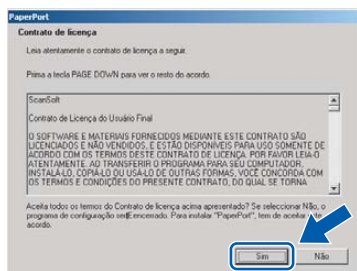 PaperPort
Contrato de licença
Leia atentamente o contrato de licença a seguir.
Prima a tecla PAGE DOWN para ver o resto do acordo.
ScanSoft
Contrato de Licença do Usuário Final
O SOFTWARE E MATERIAIS FORNECIDOS MEDIANTE ESTE CONTRATO SÃO
LICENCIADOS E NÃO VENDIDOS, E ESTÃO DISPONÍVEIS PARA USO SOMENTE DE
ACORDO COM OS TERMOS DESTE CONTRATO DE LICENÇA. POR FAVOR LEIA-O
ATENTAMENTE. AO TRANSFERIR O PROGRAMA PARA SEU COMPUTADOR,
INSTALÁ-LO, COPIÁ-LO OU USÁ-LO DE OUTRAS FORMAS, VOCÊ CONCORDA COM
OS TERMOS E CONDIÇÕES DO PRESENTE CONTRATO, DO QUAL SE TORNA
Aceita todos os termos do Contrato de licença acima apresentado? Se seleccionar Não, o
programa de configuração será encerrado. Para instalar "PaperPort", tem de aceitar este
acordo.
Sim
Não